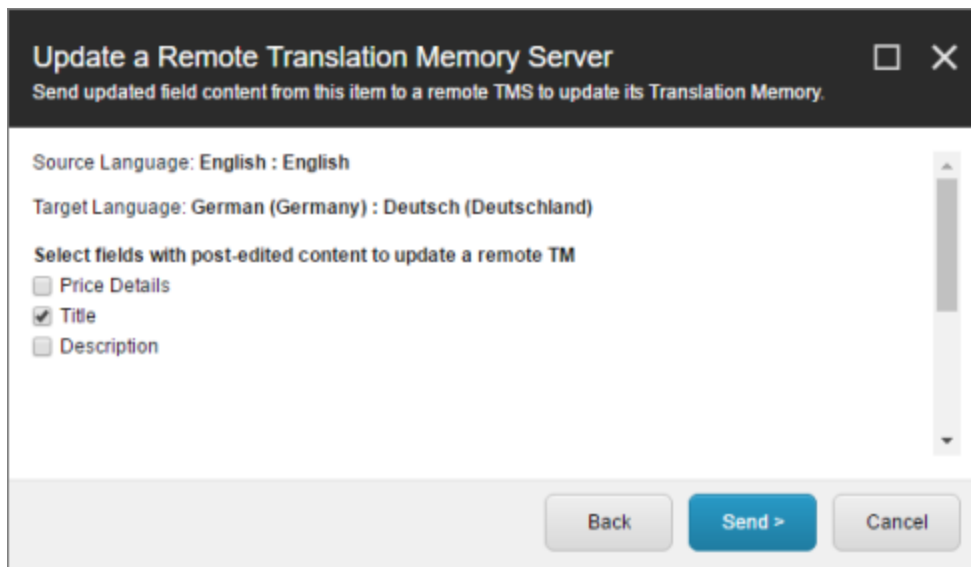 Update a Remote Translation Memory Server
Send updated field content from this item to a remote TMS to update its Translation Memory.
Source Language: English : English
Target Language: German (Germany) : Deutsch (Deutschland)
Select fields with post-edited content to update a remote TM
Price Details
Title
Description
Back
Send >
Cancel